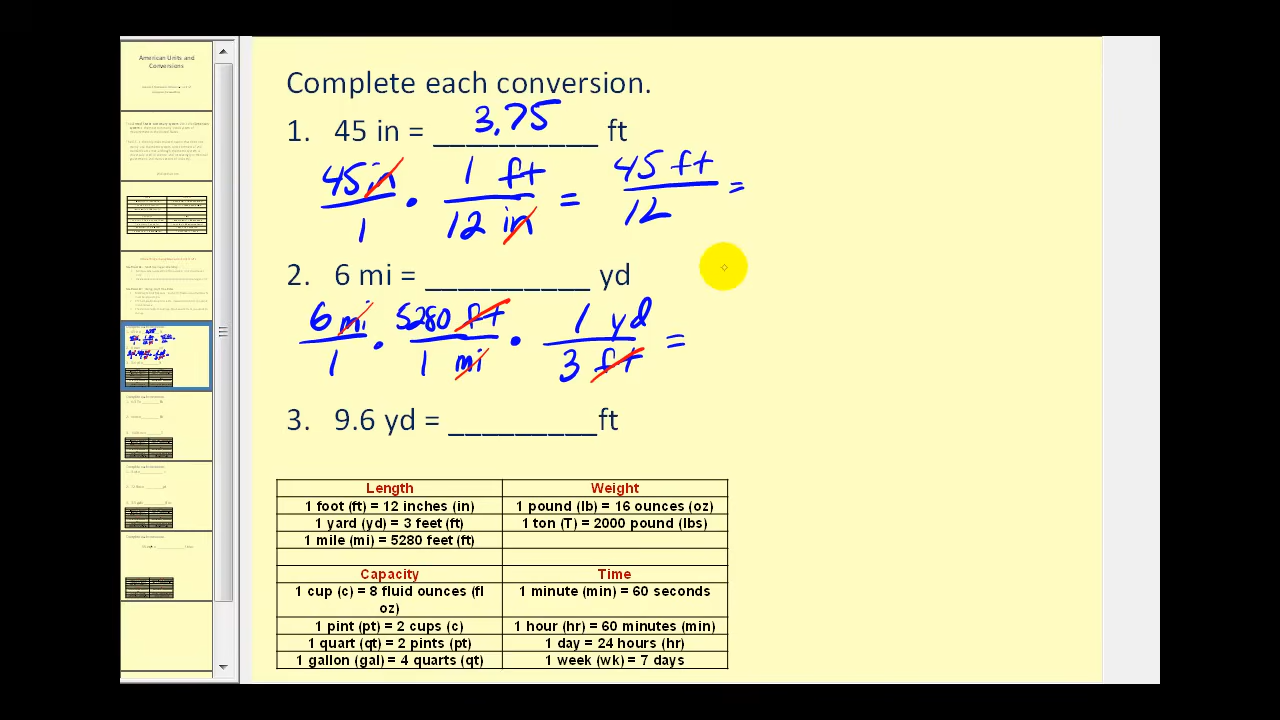 American Units and
Conversions
Complete each conversion.
3.75
1. 45 in = __________ ft
45 in / 1 · 1 ft / 12 in = 45 ft / 12 =
2. 6 mi = __________ yd
6 mi / 1 · 5280 ft / 1 mi · 1 yd / 3 ft =
3. 9.6 yd = _________ft
Length Weight
1 foot (ft) = 12 inches (in) 1 pound (lb) = 16 ounces (oz)
1 yard (yd) = 3 feet (ft) 1 ton (T) = 2000 pound (lbs)
1 mile (mi) = 5280 feet (ft)
Capacity Time
1 cup (c) = 8 fluid ounces (fl
oz) 1 minute (min) = 60 seconds
1 pint (pt) = 2 cups (c) 1 hour (hr) = 60 minutes (min)
1 quart (qt) = 2 pints (pt) 1 day = 24 hours (hr)
1 gallon (gal) = 4 quarts (qt) 1 week (wk) = 7 days